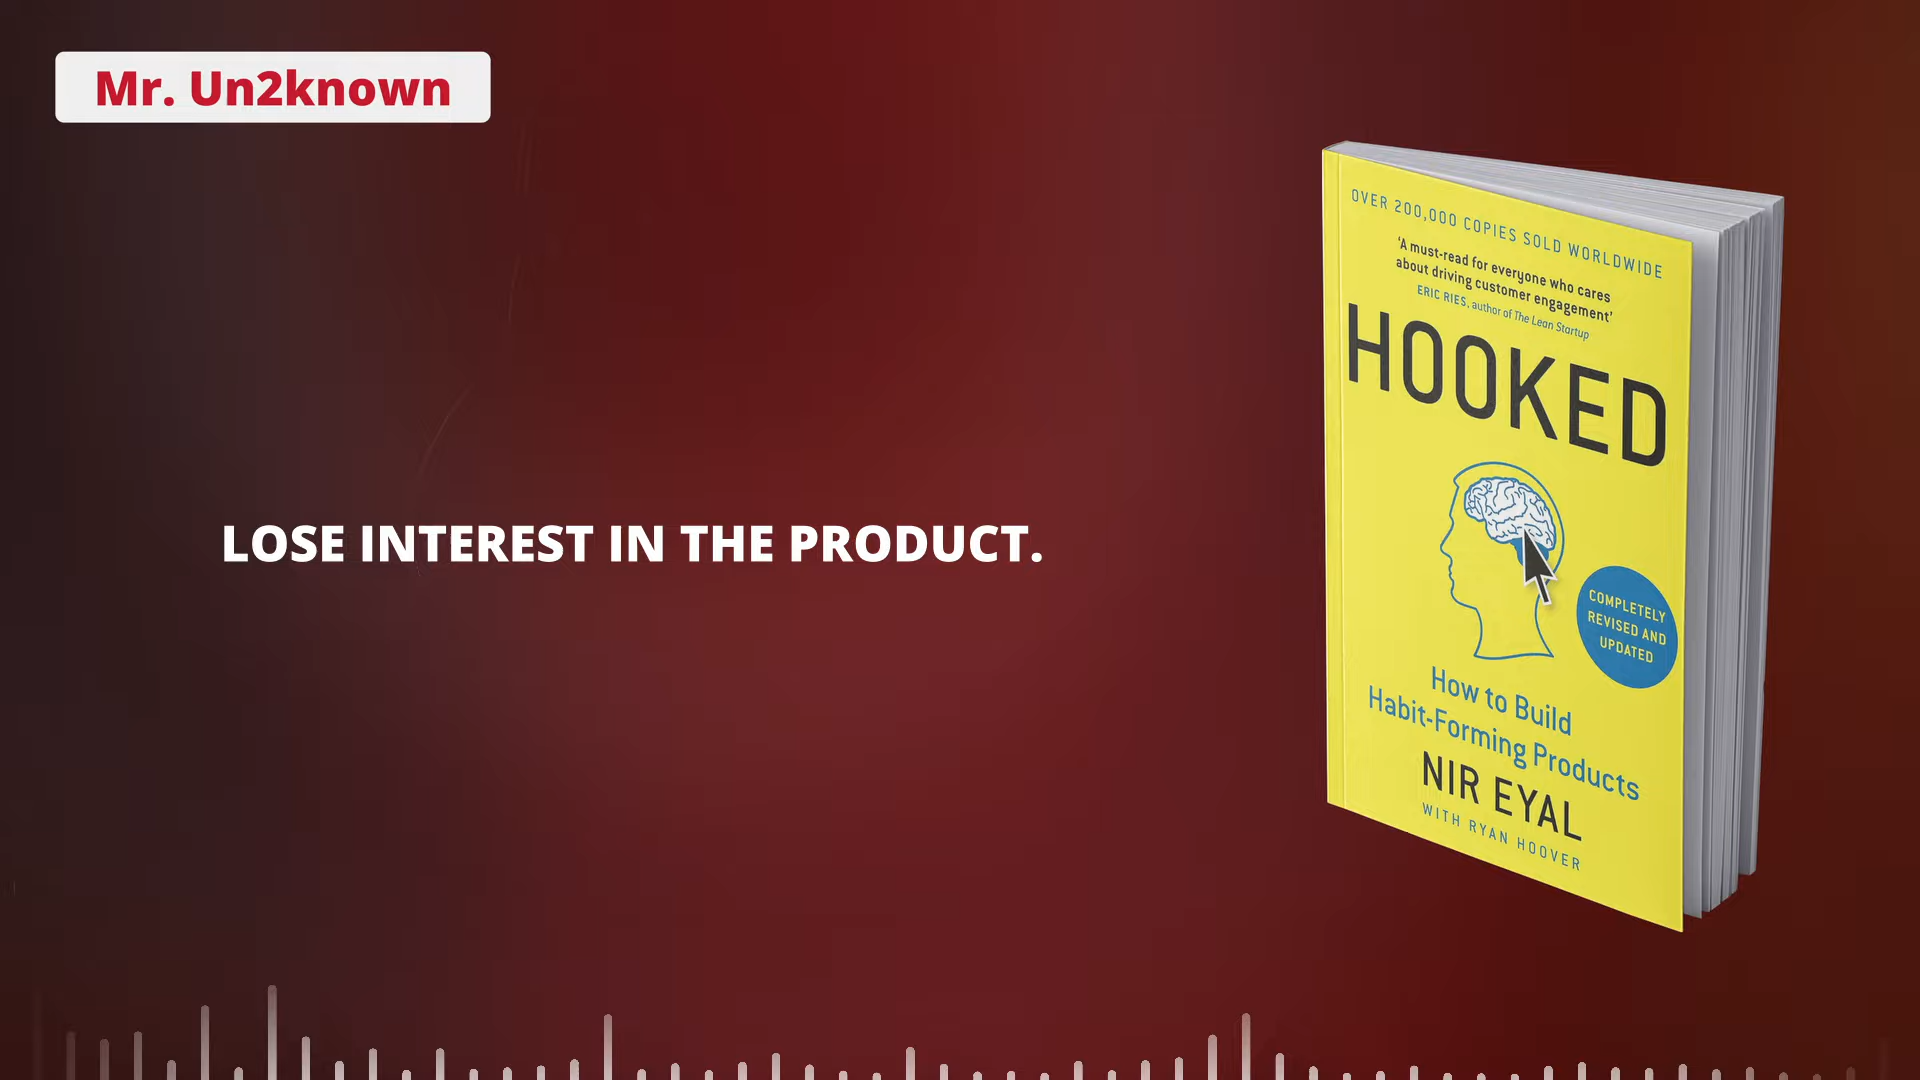 Mr. Un2known
LOSE INTEREST IN THE PRODUCT.
OVER 200,000 COPIES SOLD WORLDWIDE
'A must-read for everyone who cares
about driving customer engagement'
ERIC RIES, author of The Lean Startup
HOOKED
COMPLETELY
REVISED AND
UPDATED
How to Build
Habit-Forming Products
NIR EYAL
WITH RYAN HOOVER